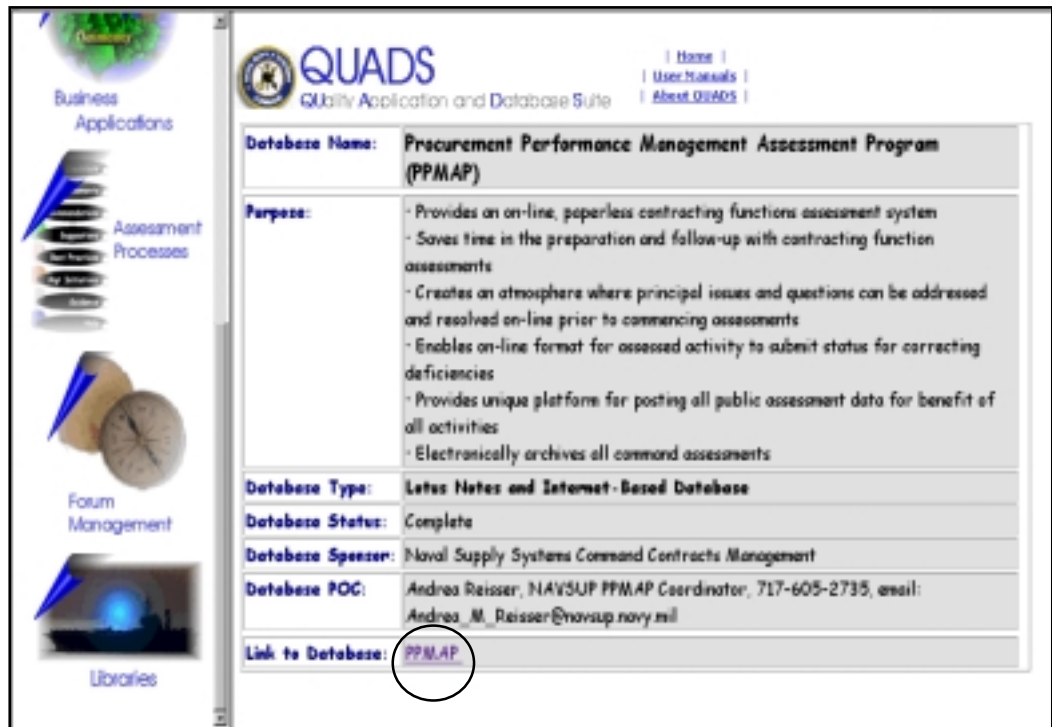 Business
Applications
Assessment
Processes
Forum
Management
Libraries
QUADS
QUality Application and Database Suite
| Home |
| User Manuals |
| About QUADS |
Database Name: Procurement Performance Management Assessment Program
(PPMAP)
Purpose: - Provides an on-line, paperless contracting functions assessment system
- Saves time in the preparation and follow-up with contracting function
assessments
- Creates an atmosphere where principal issues and questions can be addressed
and resolved on-line prior to commencing assessments
- Enables on-line format for assessed activity to submit status for correcting
deficiencies
- Provides unique platform for posting all public assessment data for benefit of
all activities
- Electronically archives all command assessments
Database Type: Lotus Notes and Internet-Based Database
Database Status: Complete
Database Sponsor: Naval Supply Systems Command Contracts Management
Database POC: Andrea Reisser, NAVSUP PPMAP Coordinator, 717-605-2735, email:
Andrea_M_Reisser@navsup.navy.mil
Link to Database: PPMAP